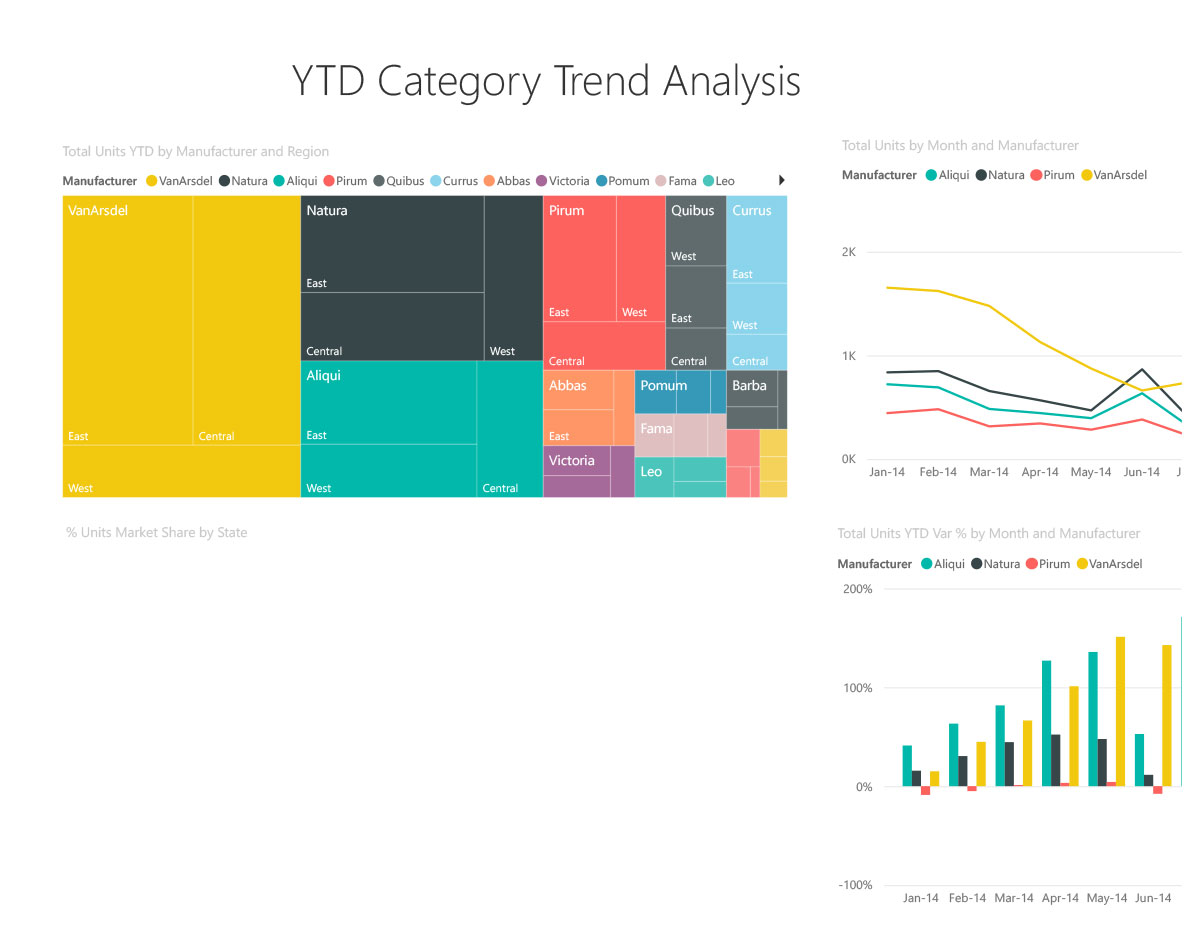 YTD Category Trend Analysis
Total Units YTD by Manufacturer and Region
Manufacturer VanArsdel Natura Aliqui Pirum Quibus Currus Abbas Victoria Pomum Fama Leo
VanArsdel
East
Central
West
Natura
East
Central
West
Aliqui
East
West
Central
Pirum
East
West
Central
Quibus
West
East
Central
Currus
East
West
Central
Abbas
East
Victoria
Pomum
Fama
Leo
Barba
Total Units by Month and Manufacturer
Manufacturer Aliqui Natura Pirum VanArsdel
2K
1K
0K
Jan-14 Feb-14 Mar-14 Apr-14 May-14 Jun-14 J
% Units Market Share by State
Total Units YTD Var % by Month and Manufacturer
Manufacturer Aliqui Natura Pirum VanArsdel
200%
100%
0%
-100%
Jan-14 Feb-14 Mar-14 Apr-14 May-14 Jun-14